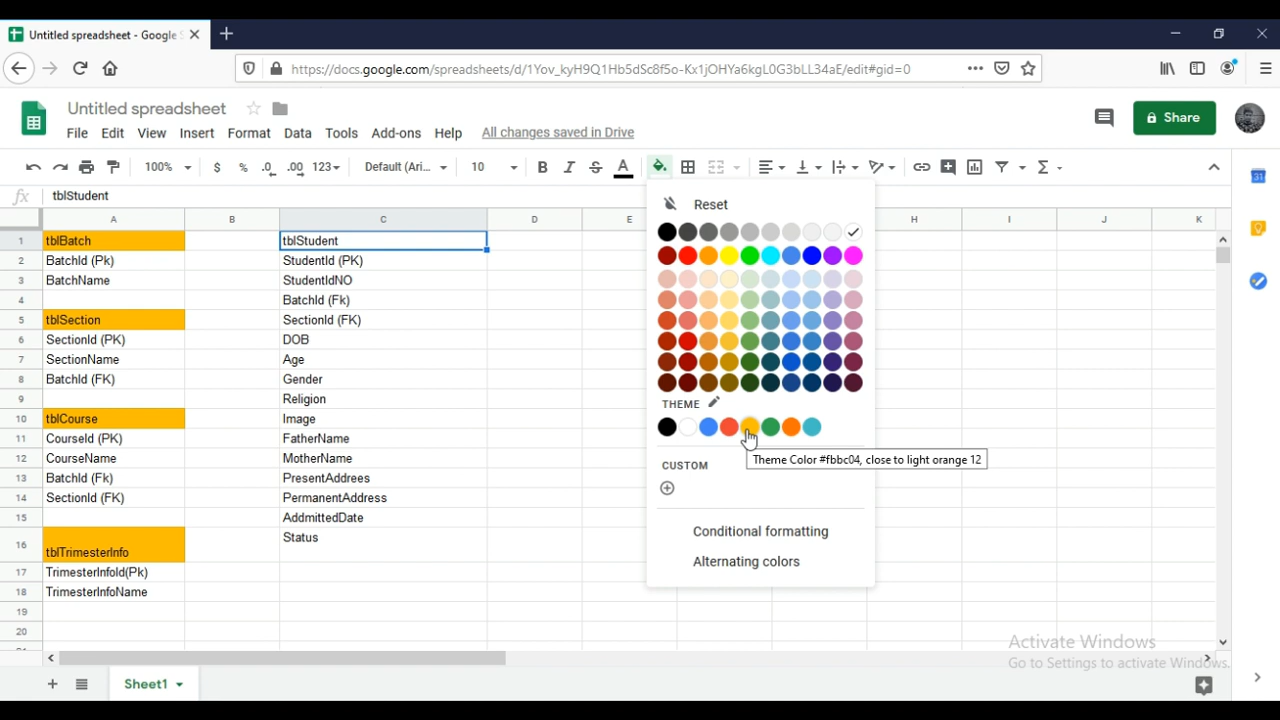 Untitled spreadsheet - Google S
https://docs.google.com/spreadsheets/d/1Yov_kyH9Q1Hb5dSc8f5o-Kx1jOHYa6kgL0G3bLL34aE/edit#gid=0
Untitled spreadsheet
File Edit View Insert Format Data Tools Add-ons Help All changes saved in Drive
Share
100% $ % .0 .00 123 Default (Ari... 10 B I S A
fx tblStudent
A B C D E H I J K
1 tblBatch tblStudent
2 BatchId (Pk) StudentId (PK)
3 BatchName StudentIdNO
4 BatchId (Fk)
5 tblSection SectionId (FK)
6 SectionId (PK) DOB
7 SectionName Age
8 BatchId (FK) Gender
9 Religion
10 tblCourse Image
11 CourseId (PK) FatherName
12 CourseName MotherName
13 BatchId (Fk) PresentAddrees
14 SectionId (FK) PermanentAddress
15 AddmittedDate
16 tblTrimesterInfo Status
17 TrimesterInfoId(Pk)
18 TrimesterInfoName
19
20
Reset
THEME
Theme Color #fbbc04, close to light orange 12
CUSTOM
Conditional formatting
Alternating colors
Activate Windows
Go to Settings to activate Windows.
Sheet1
31